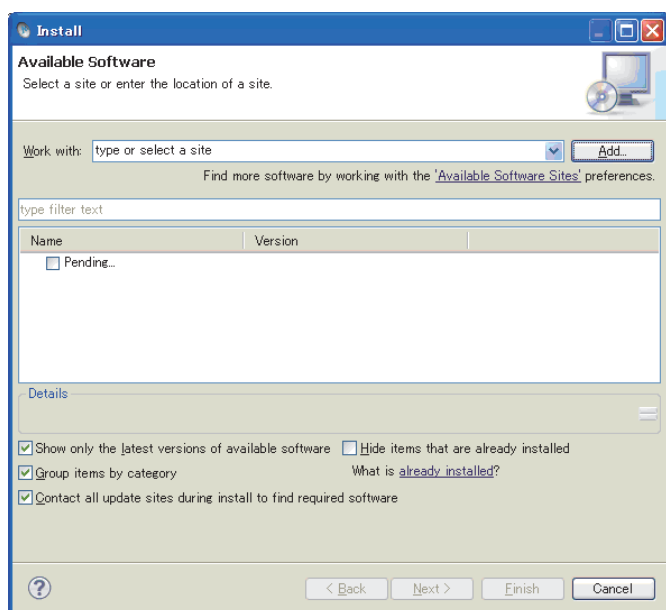 Install
Available Software
Select a site or enter the location of a site.
Work with: type or select a site Add...
Find more software by working with the 'Available Software Sites' preferences.
type filter text
Name Version
Pending...
Details
Show only the latest versions of available software Hide items that are already installed
Group items by category What is already installed?
Contact all update sites during install to find required software
? < Back Next > Finish Cancel